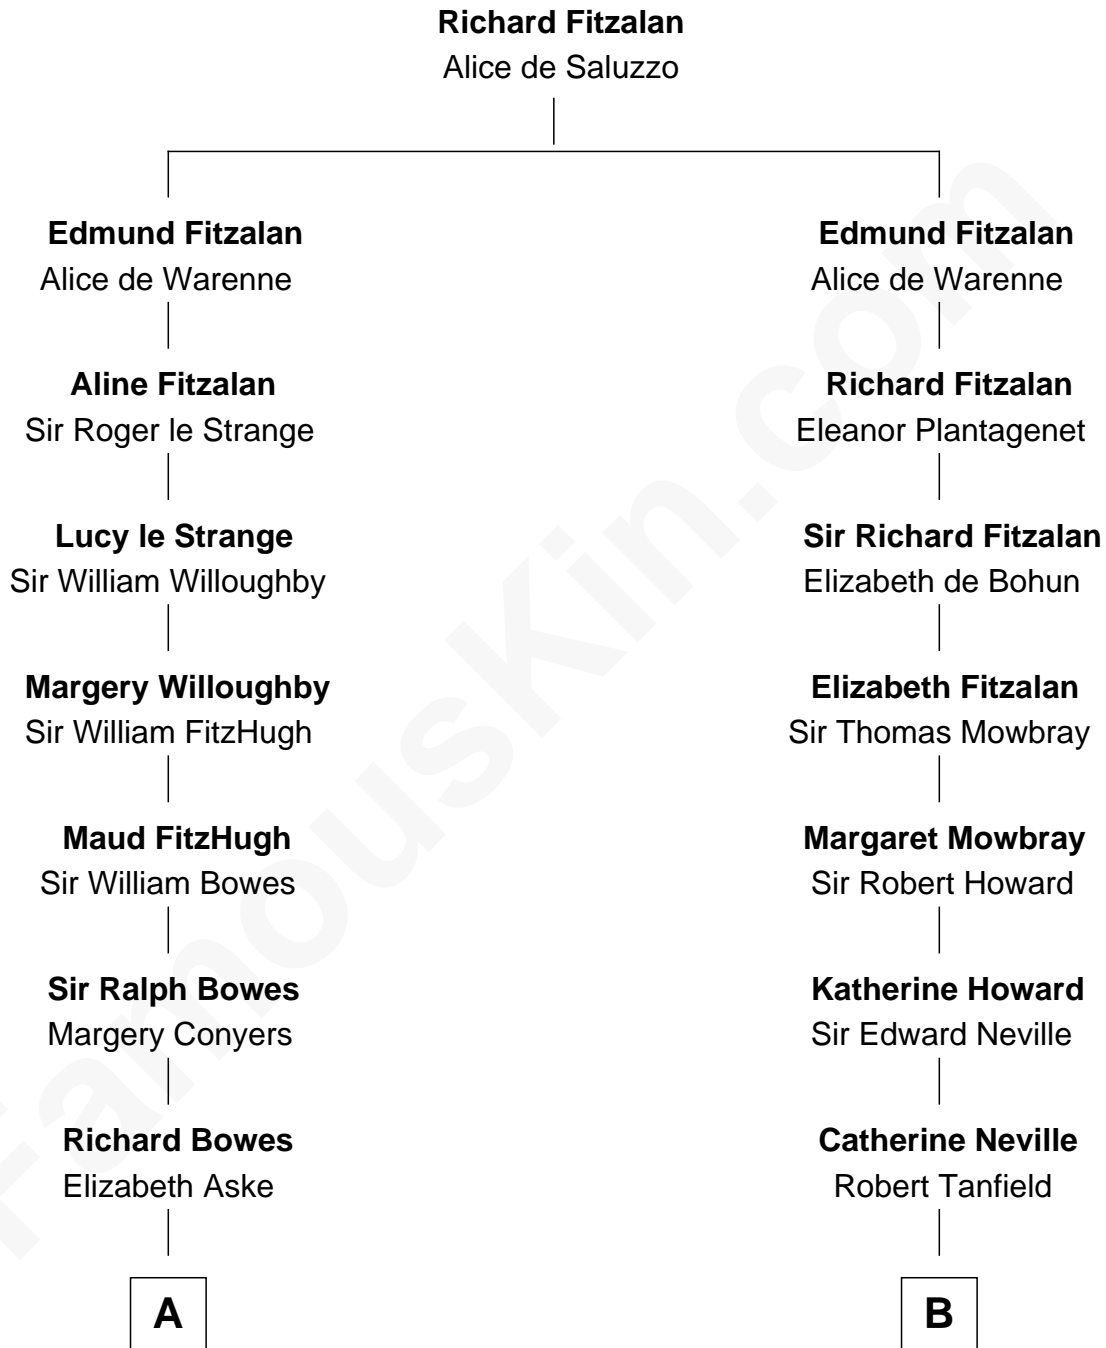 Richard Fitzalan
Alice de Saluzzo
Edmund Fitzalan
Alice de Warenne
Edmund Fitzalan
Alice de Warenne
Aline Fitzalan
Sir Roger le Strange
Richard Fitzalan
Eleanor Plantagenet
Lucy le Strange
Sir William Willoughby
Sir Richard Fitzalan
Elizabeth de Bohun
Margery Willoughby
Sir William FitzHugh
Elizabeth Fitzalan
Sir Thomas Mowbray
Maud FitzHugh
Sir William Bowes
Margaret Mowbray
Sir Robert Howard
Sir Ralph Bowes
Margery Conyers
Katherine Howard
Sir Edward Neville
Richard Bowes
Elizabeth Aske
Catherine Neville
Robert Tanfield
A
B
FamousKin.com